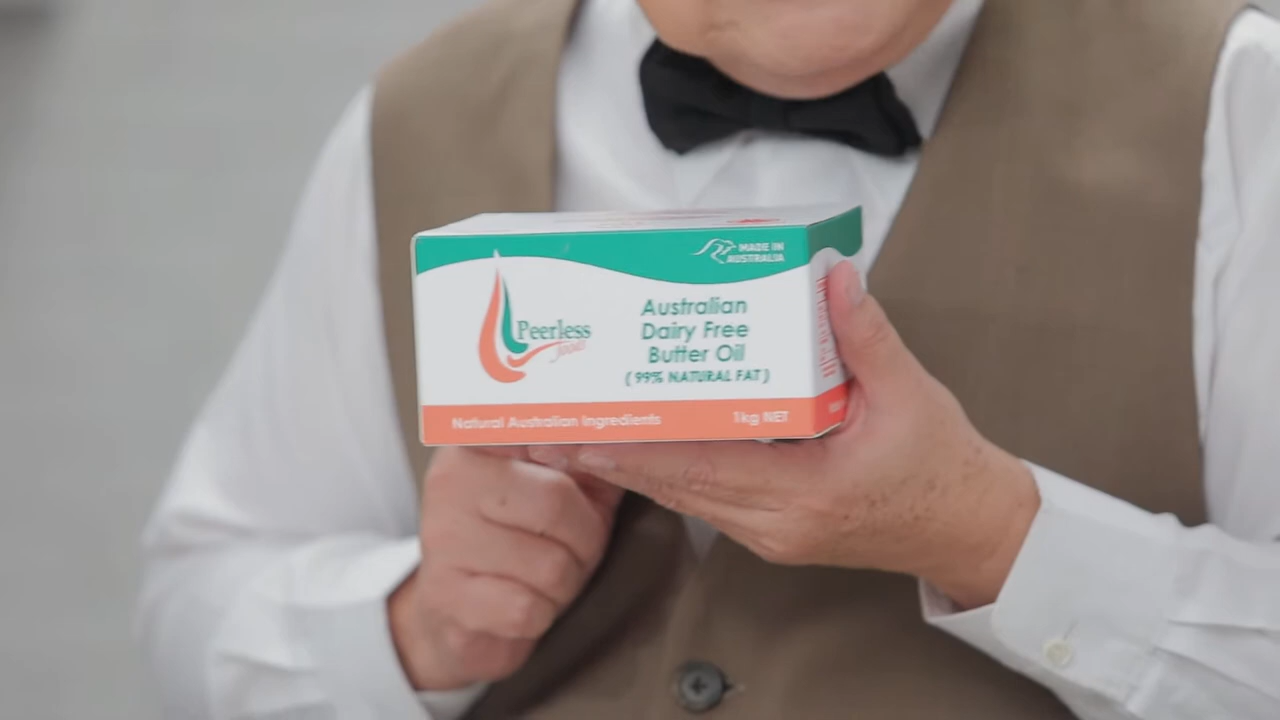 MADE IN
AUSTRALIA
Peerless
foods
Australian
Dairy Free
Butter Oil
(99% NATURAL FAT)
Natural Australian Ingredients
1kg NET